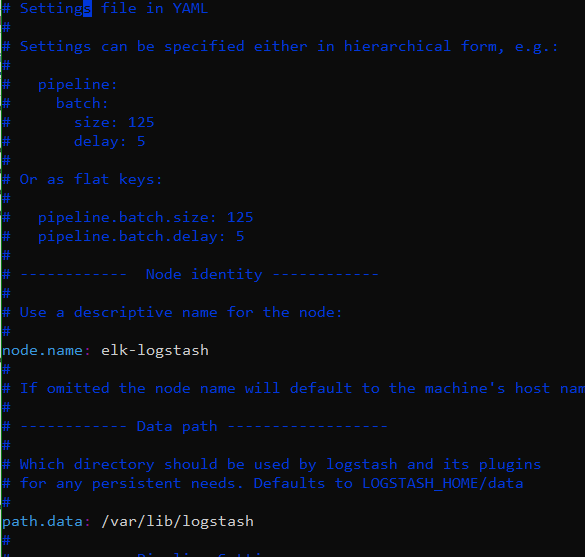 # Settings file in YAML
#
# Settings can be specified either in hierarchical form, e.g.:
#
#   pipeline:
#     batch:
#       size: 125
#       delay: 5
#
# Or as flat keys:
#
#   pipeline.batch.size: 125
#   pipeline.batch.delay: 5
#
# ------------  Node identity ------------
#
# Use a descriptive name for the node:
#
node.name: elk-logstash
#
# If omitted the node name will default to the machine's host nam
#
# ------------ Data path ------------------
#
# Which directory should be used by logstash and its plugins
# for any persistent needs. Defaults to LOGSTASH_HOME/data
#
path.data: /var/lib/logstash
#